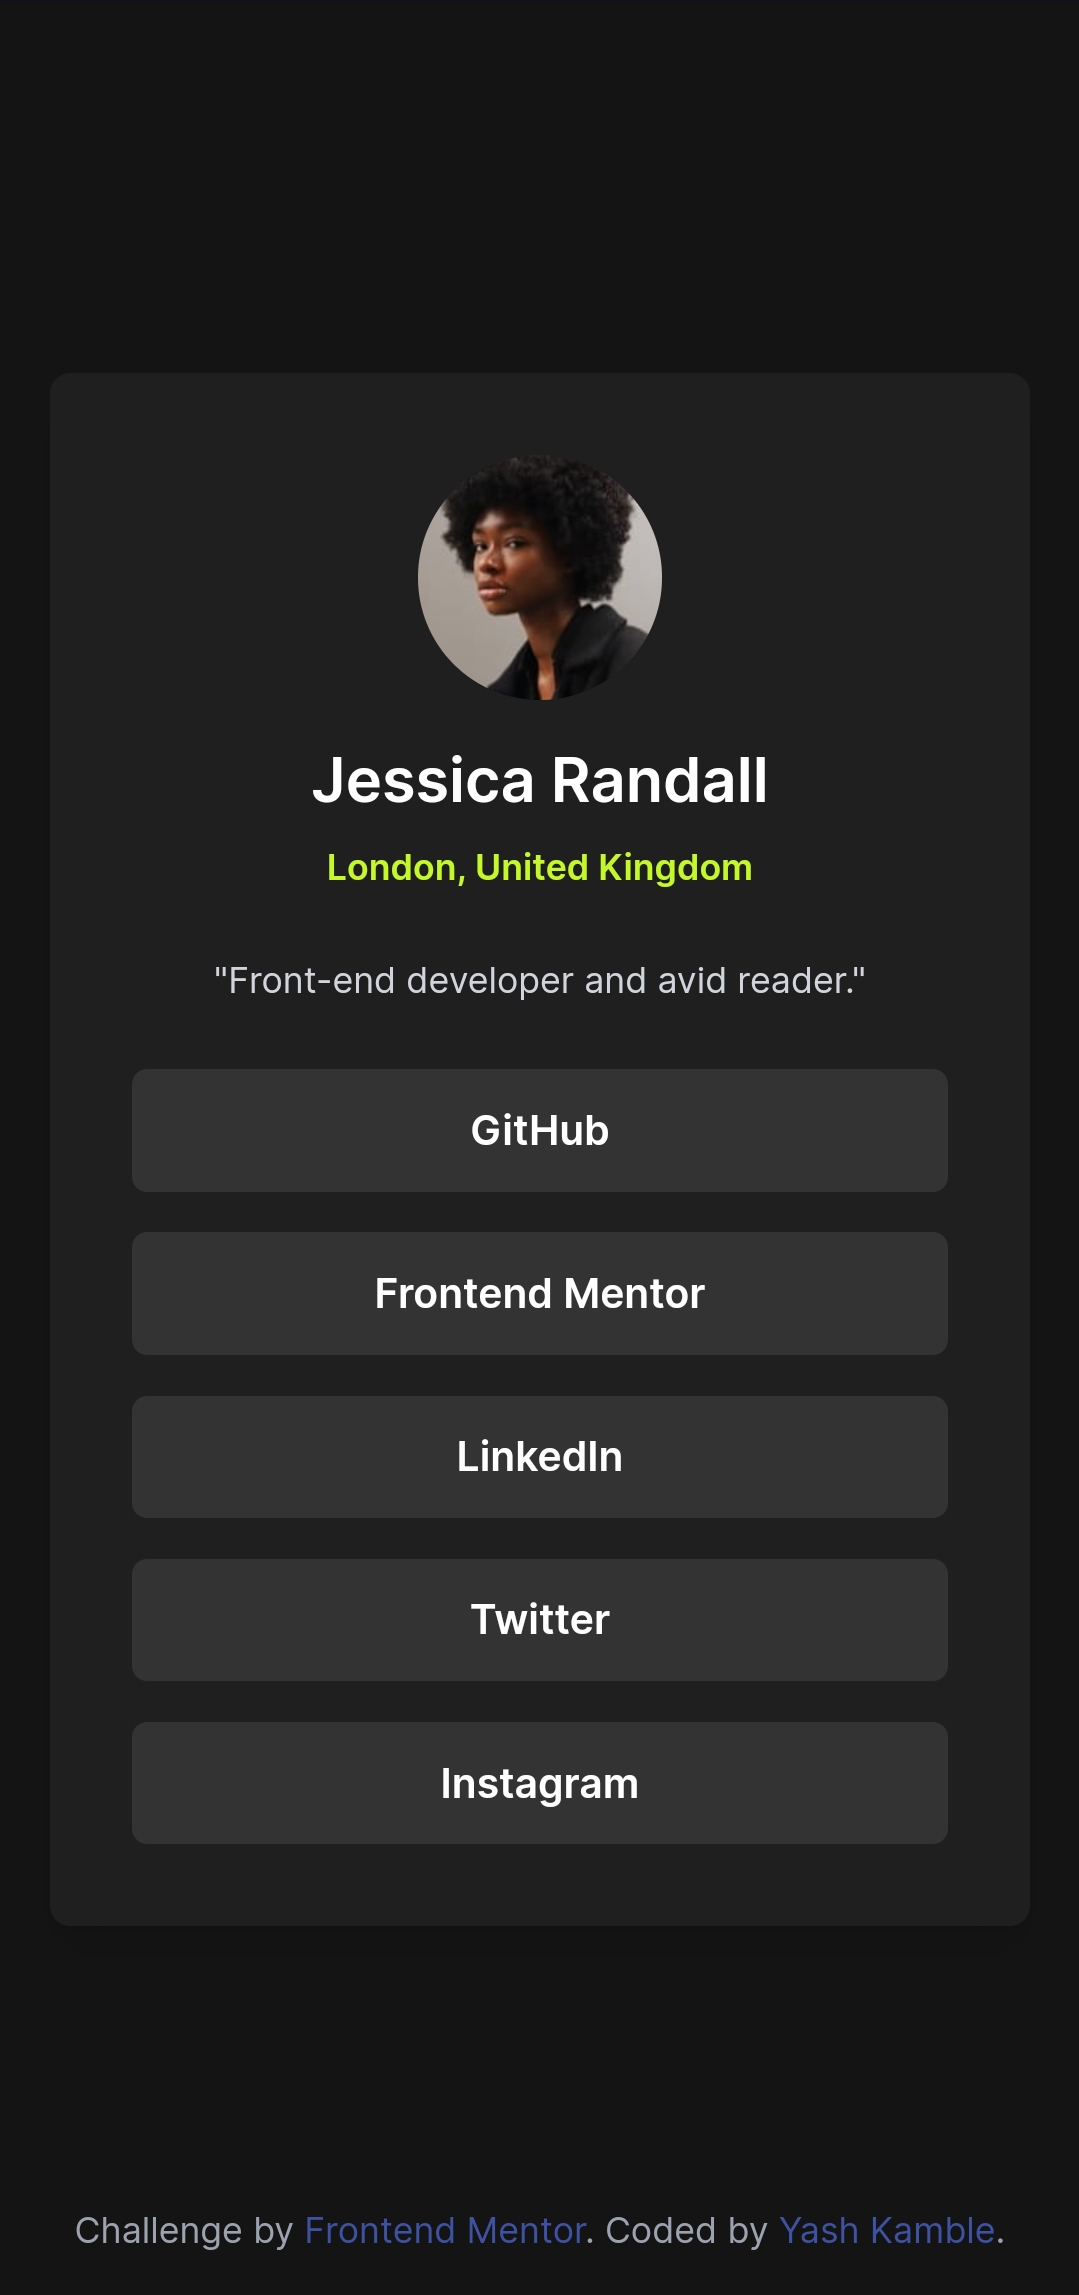 Jessica Randall
London, United Kingdom
"Front-end developer and avid reader."
GitHub
Frontend Mentor
LinkedIn
Twitter
Instagram
Challenge by Frontend Mentor. Coded by Yash Kamble.